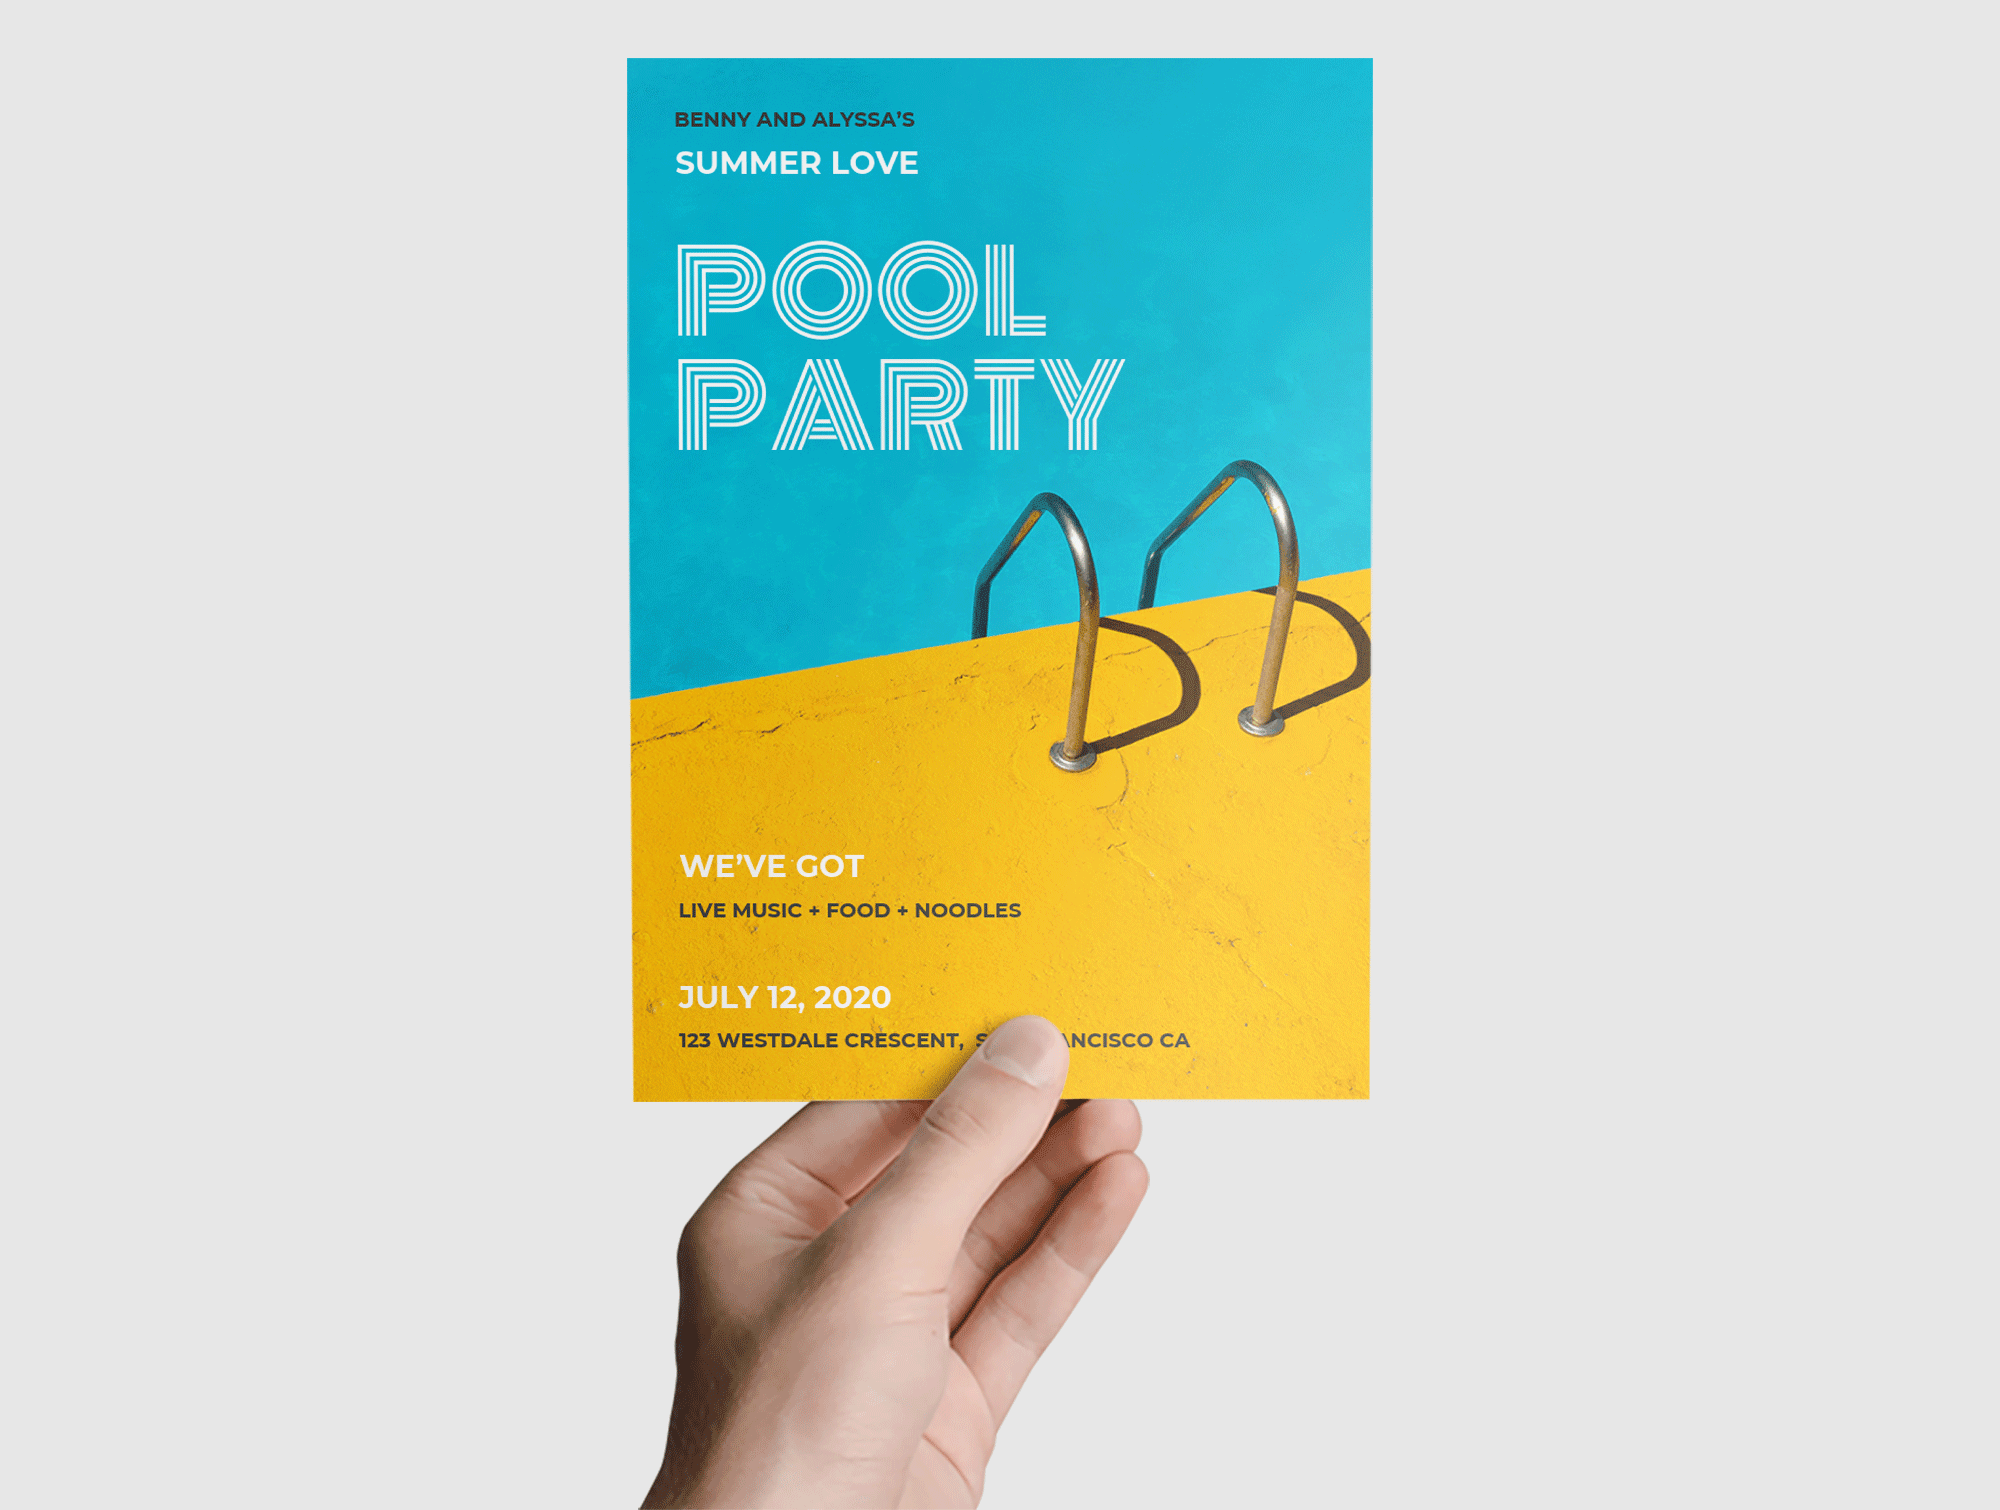 BENNY AND ALYSSA’S
SUMMER LOVE
POOL
PARTY
WE’VE GOT
LIVE MUSIC + FOOD + NOODLES
JULY 12, 2020
123 WESTDALE CRESCENT, ANCISCO CA